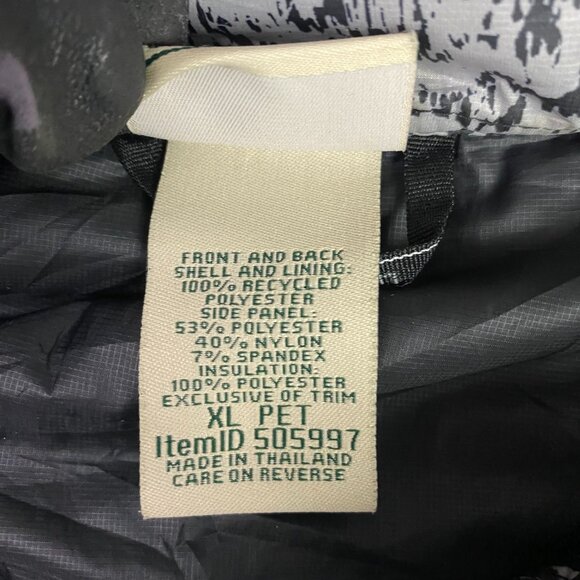 FRONT AND BACK
SHELL AND LINING:
100% RECYCLED
POLYESTER
SIDE PANEL:
53% POLYESTER
40% NYLON
7% SPANDEX
INSULATION:
100% POLYESTER
EXCLUSIVE OF TRIM
XL PET
ItemID 505997
MADE IN THAILAND
CARE ON REVERSE